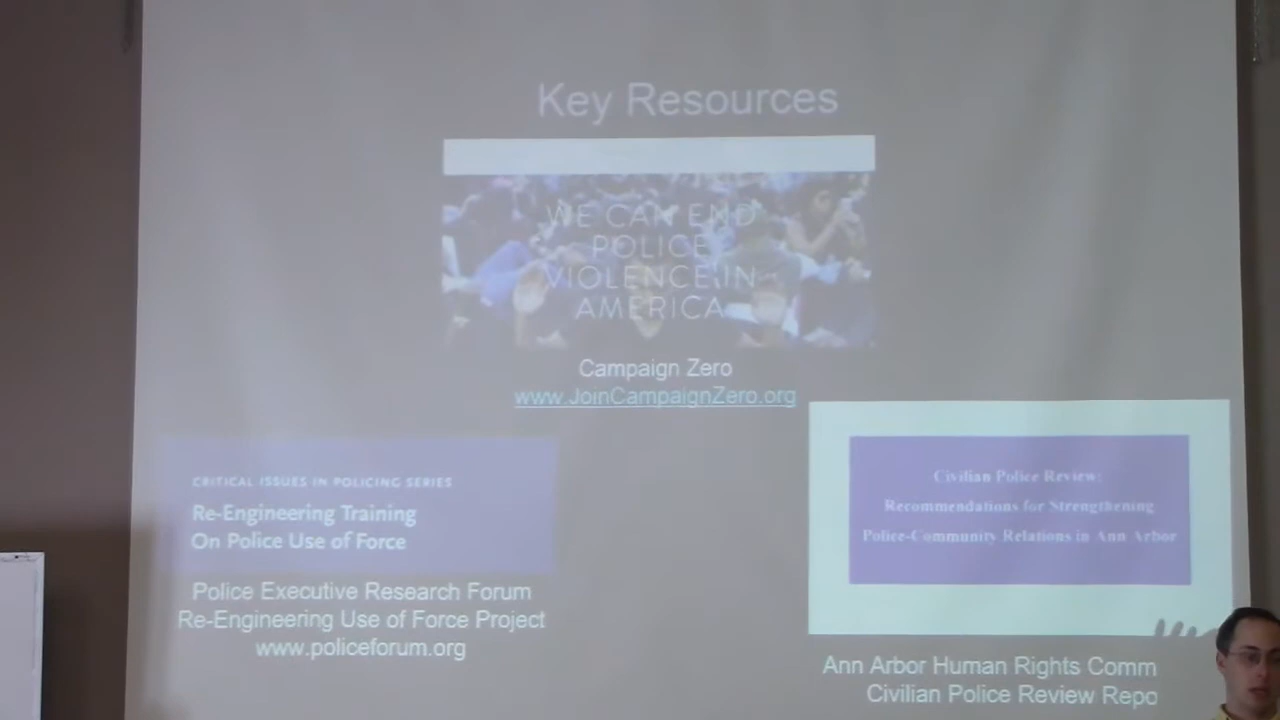 Key Resources
WE CAN END
POLICE
VIOLENCE IN
AMERICA
Campaign Zero
www.JoinCampaignZero.org
CRITICAL ISSUES IN POLICING SERIES
Re-Engineering Training
On Police Use of Force
Police Executive Research Forum
Re-Engineering Use of Force Project
www.policeforum.org
Civilian Police Review:
Recommendations for Strengthening
Police-Community Relations in Ann Arbor
Ann Arbor Human Rights Comm
Civilian Police Review Repo